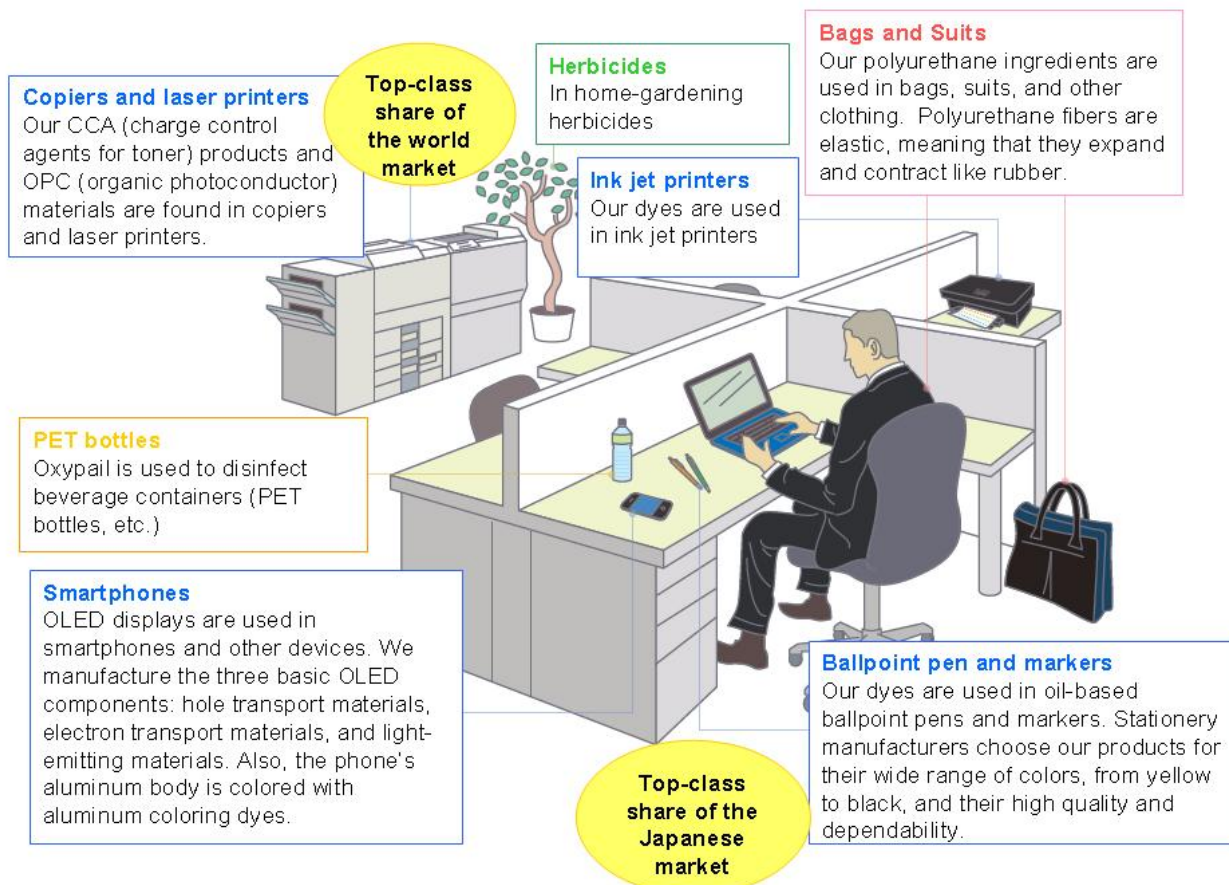 Copiers and laser printers
Our CCA (charge control
agents for toner) products and
OPC (organic photoconductor)
materials are found in copiers
and laser printers.
Top-class
share of
the world
market
Herbicides
In home-gardening
herbicides
Ink jet printers
Our dyes are used
in ink jet printers
Bags and Suits
Our polyurethane ingredients are
used in bags, suits, and other
clothing. Polyurethane fibers are
elastic, meaning that they expand
and contract like rubber.
PET bottles
Oxypail is used to disinfect
beverage containers (PET
bottles, etc.)
Smartphones
OLED displays are used in
smartphones and other devices. We
manufacture the three basic OLED
components: hole transport materials,
electron transport materials, and light-
emitting materials. Also, the phone's
aluminum body is colored with
aluminum coloring dyes.
Top-class
share of the
Japanese
market
Ballpoint pen and markers
Our dyes are used in oil-based
ballpoint pens and markers. Stationery
manufacturers choose our products for
their wide range of colors, from yellow
to black, and their high quality and
dependability.